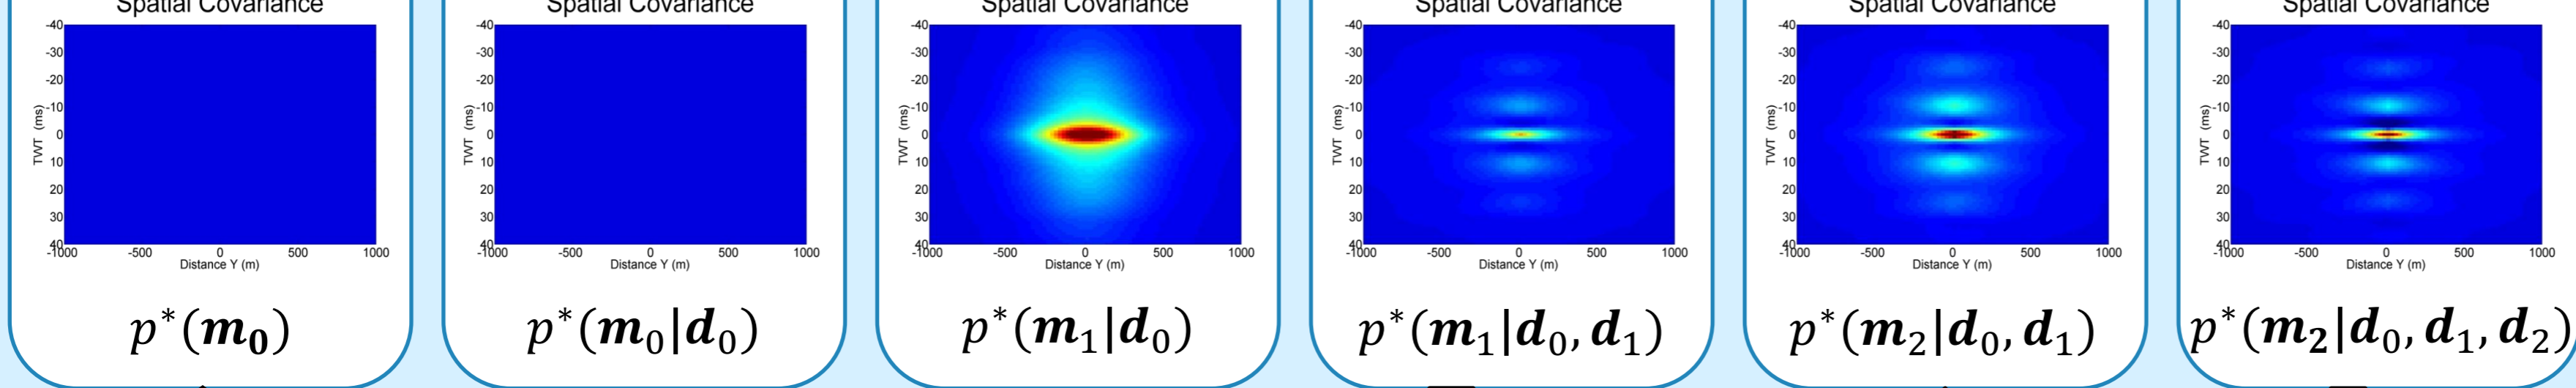 Spatial Covariance Spatial Covariance Spatial Covariance Spatial Covariance Spatial Covariance Spatial Covariance
-40 -40 -40 -40 -40 -40
-30 -30 -30 -30 -30 -30
-20 -20 -20 -20 -20 -20
-10 -10 -10 -10 -10 -10
TWT (ms) 0 TWT (ms) 0 TWT (ms) 0 TWT (ms) 0 TWT (ms) 0 TWT (ms) 0
10 10 10 10 10 10
20 20 20 20 20 20
30 30 30 30 30 30
40 40 40 40 40 40
-1000 -500 0 500 1000 -1000 -500 0 500 1000 -1000 -500 0 500 1000 -1000 -500 0 500 1000 -1000 -500 0 500 1000 -1000 -500 0 500 1000
Distance Y (m) Distance Y (m) Distance Y (m) Distance Y (m) Distance Y (m) Distance Y (m)
p*(m₀) p*(m₀|d₀) p*(m₁|d₀) p*(m₁|d₀, d₁) p*(m₂|d₀, d₁) p*(m₂|d₀, d₁, d₂)